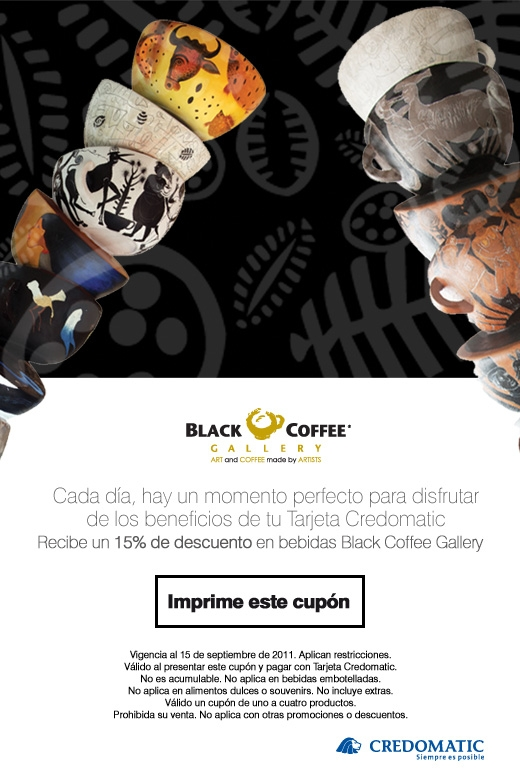 BLACK COFFEE
GALLERY
ART and COFFEE made by ARTISTS
Cada día, hay un momento perfecto para disfrutar
de los beneficios de tu Tarjeta Credomatic
Recibe un 15% de descuento en bebidas Black Coffee Gallery
Imprime este cupón
Vigencia al 15 de septiembre de 2011. Aplican restricciones.
Válido al presentar este cupón y pagar con Tarjeta Credomatic.
No es acumulable. No aplica en bebidas embotelladas.
No aplica en alimentos dulces o souvenirs. No incluye extras.
Válido un cupón de uno a cuatro productos.
Prohibida su venta. No aplica con otras promociones o descuentos.
CREDOMATIC
Siempre es posible